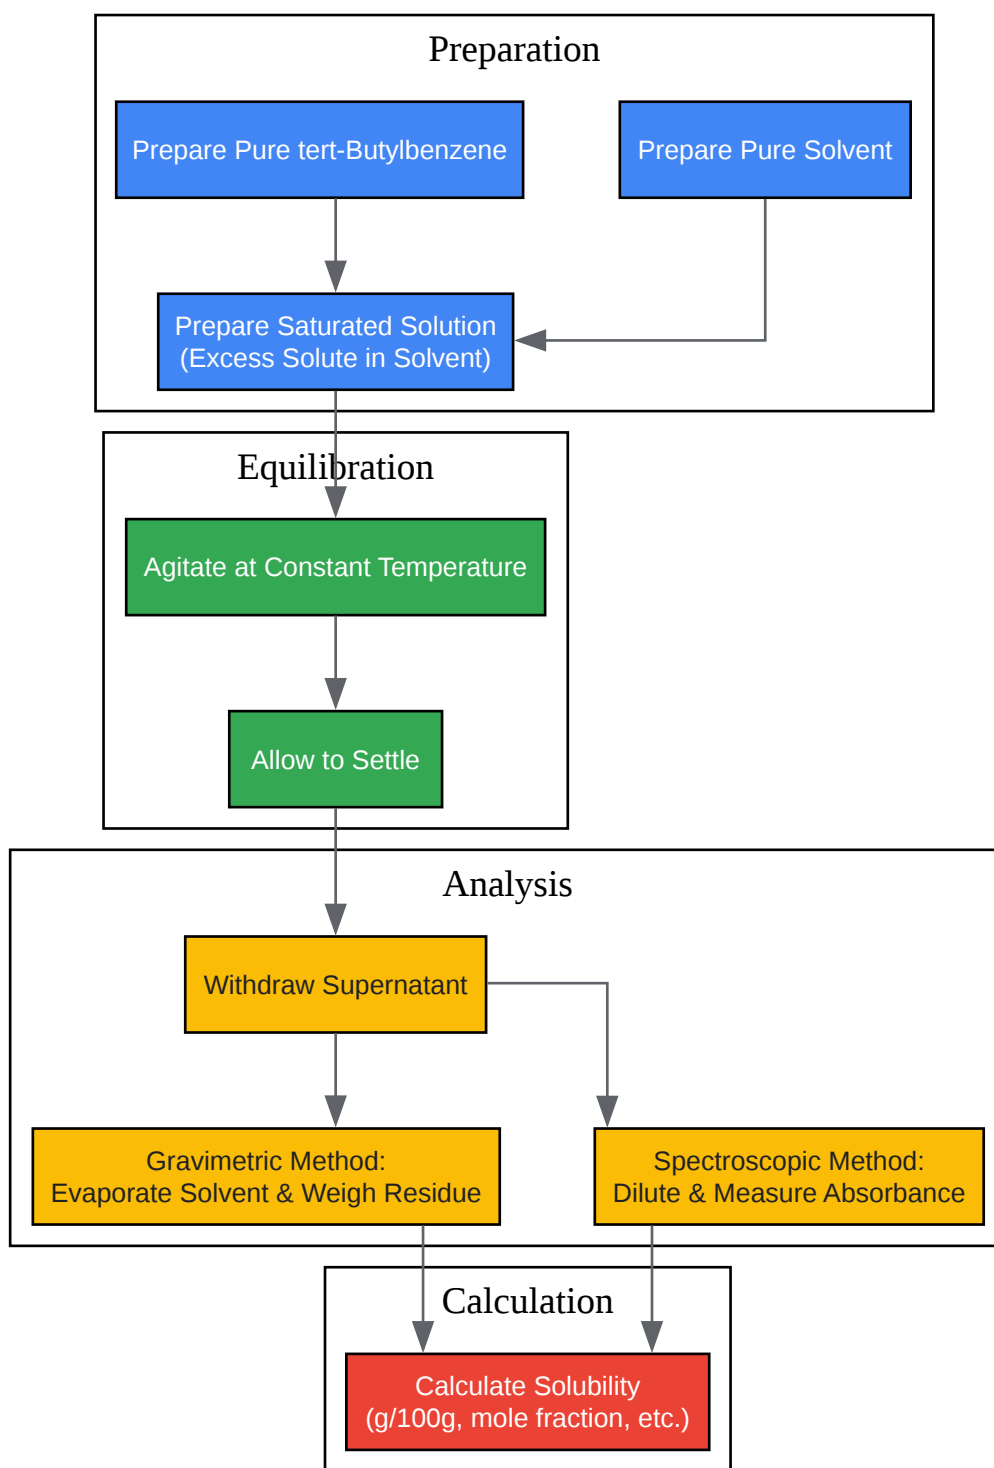 Preparation
Prepare Pure tert-Butylbenzene
Prepare Pure Solvent
Prepare Saturated Solution
(Excess Solute in Solvent)
Equilibration
Agitate at Constant Temperature
Allow to Settle
Analysis
Withdraw Supernatant
Gravimetric Method:
Evaporate Solvent & Weigh Residue
Spectroscopic Method:
Dilute & Measure Absorbance
Calculation
Calculate Solubility
(g/100g, mole fraction, etc.)